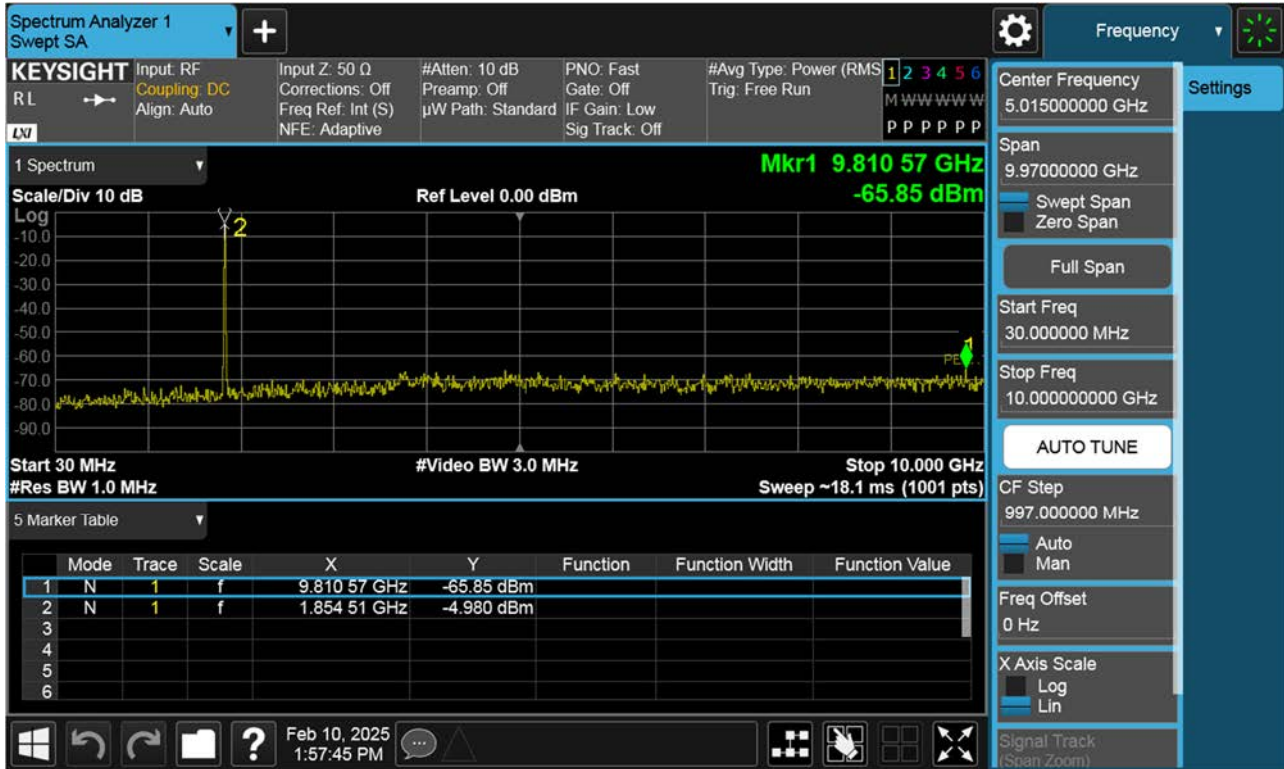 Spectrum Analyzer 1
Swept SA
+
Frequency
KEYSIGHT
RL
LXI
Input: RF
Coupling: DC
Align: Auto
Input Z: 50 Ω
Corrections: Off
Freq Ref: Int (S)
NFE: Adaptive
#Atten: 10 dB
Preamp: Off
µW Path: Standard
PNO: Fast
Gate: Off
IF Gain: Low
Sig Track: Off
#Avg Type: Power (RMS
Trig: Free Run
1 2 3 4 5 6
M W W W W W
P P P P P P
1 Spectrum
Mkr1 9.810 57 GHz
-65.85 dBm
Scale/Div 10 dB
Ref Level 0.00 dBm
Log
-10.0
-20.0
-30.0
-40.0
-50.0
-60.0
-70.0
-80.0
-90.0
2
1
Start 30 MHz
#Video BW 3.0 MHz
Stop 10.000 GHz
#Res BW 1.0 MHz
Sweep ~18.1 ms (1001 pts)
5 Marker Table
Mode Trace Scale X Y Function Function Width Function Value
1 N 1 f 9.810 57 GHz -65.85 dBm
2 N 1 f 1.854 51 GHz -4.980 dBm
3
4
5
6
Feb 10, 2025
1:57:45 PM
?
Settings
Center Frequency
5.015000000 GHz
Span
9.97000000 GHz
Swept Span
Zero Span
Full Span
Start Freq
30.000000 MHz
Stop Freq
10.000000000 GHz
AUTO TUNE
CF Step
997.000000 MHz
Auto
Man
Freq Offset
0 Hz
X Axis Scale
Log
Lin
Signal Track
(Span Zoom)